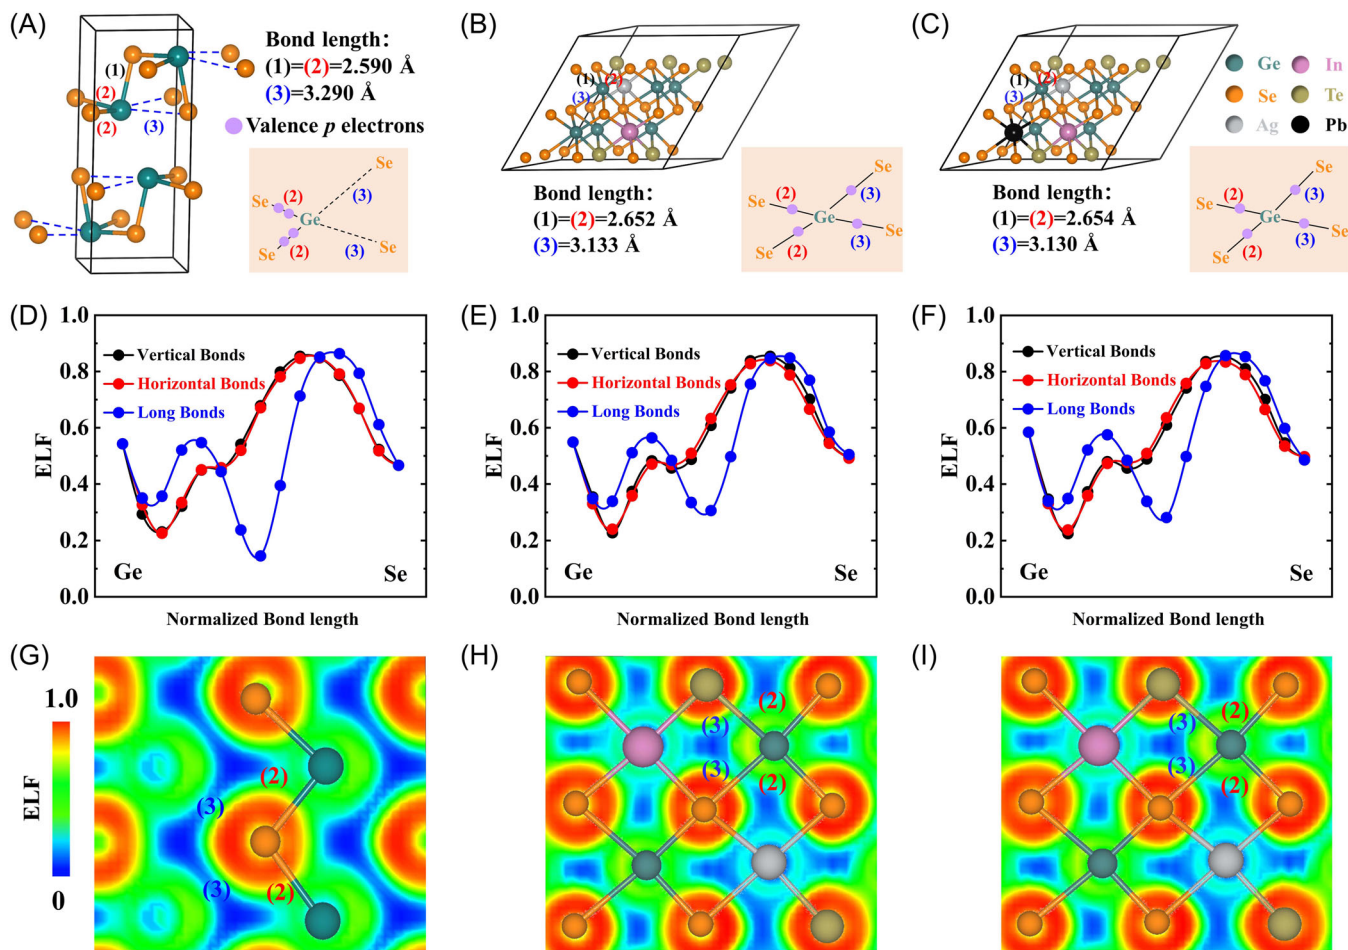 (A)
Bond length:
(1)=(2)=2.590 Å
(3)=3.290 Å
Valence p electrons
(1)
(2)
(2)
(3)
Se
(2)
(3)
Se
Ge
Se
(2)
(3)
Se
(B)
(1)
(2)
(3)
Bond length:
(1)=(2)=2.652 Å
(3)=3.133 Å
Se
(2)
(3)
Se
Ge
Se
(2)
(3)
Se
(C)
(1)
(2)
(3)
Ge
In
Se
Te
Ag
Pb
Bond length:
(1)=(2)=2.654 Å
(3)=3.130 Å
Se
(2)
(3)
Se
Ge
Se
(2)
(3)
Se
(D)
1.0
0.8
0.6
0.4
0.2
0.0
ELF
Vertical Bonds
Horizontal Bonds
Long Bonds
Ge
Se
Normalized Bond length
(E)
1.0
0.8
0.6
0.4
0.2
0.0
ELF
Vertical Bonds
Horizontal Bonds
Long Bonds
Ge
Se
Normalized Bond length
(F)
1.0
0.8
0.6
0.4
0.2
0.0
ELF
Vertical Bonds
Horizontal Bonds
Long Bonds
Ge
Se
Normalized Bond length
(G)
1.0
ELF
0
(2)
(3)
(3)
(2)
(H)
(2)
(3)
(3)
(2)
(I)
(2)
(3)
(3)
(2)